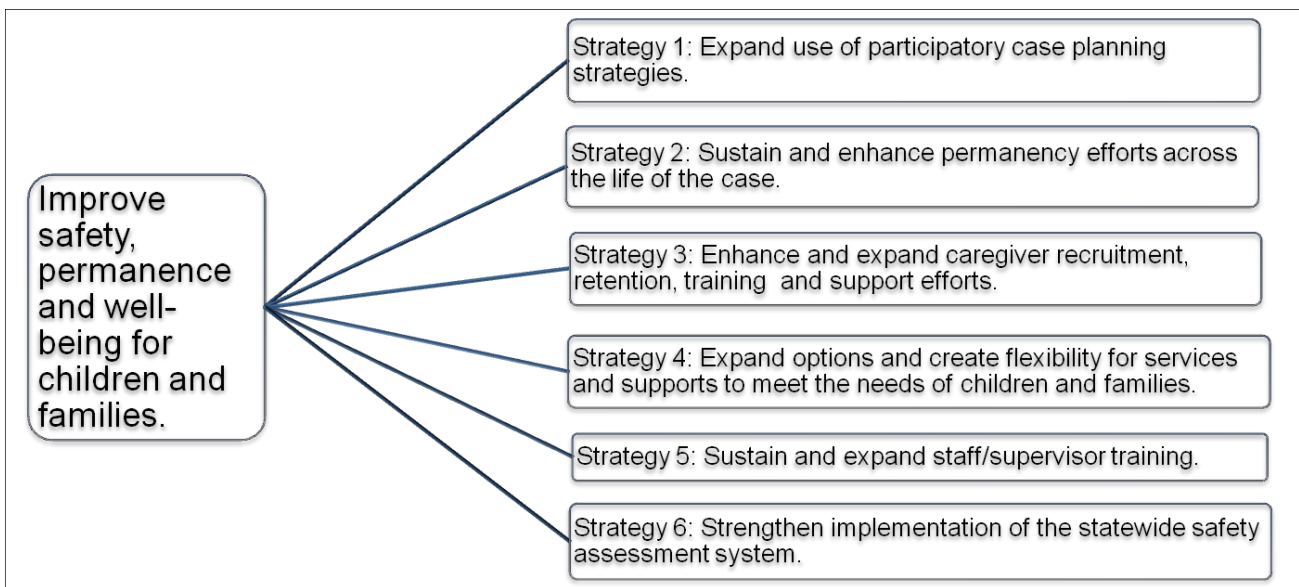 Improve
safety,
permanence
and well-
being for
children and
families.
Strategy 1: Expand use of participatory case planning
strategies.
Strategy 2: Sustain and enhance permanency efforts across
the life of the case.
Strategy 3: Enhance and expand caregiver recruitment,
retention, training and support efforts.
Strategy 4: Expand options and create flexibility for services
and supports to meet the needs of children and families.
Strategy 5: Sustain and expand staff/supervisor training.
Strategy 6: Strengthen implementation of the statewide safety
assessment system.